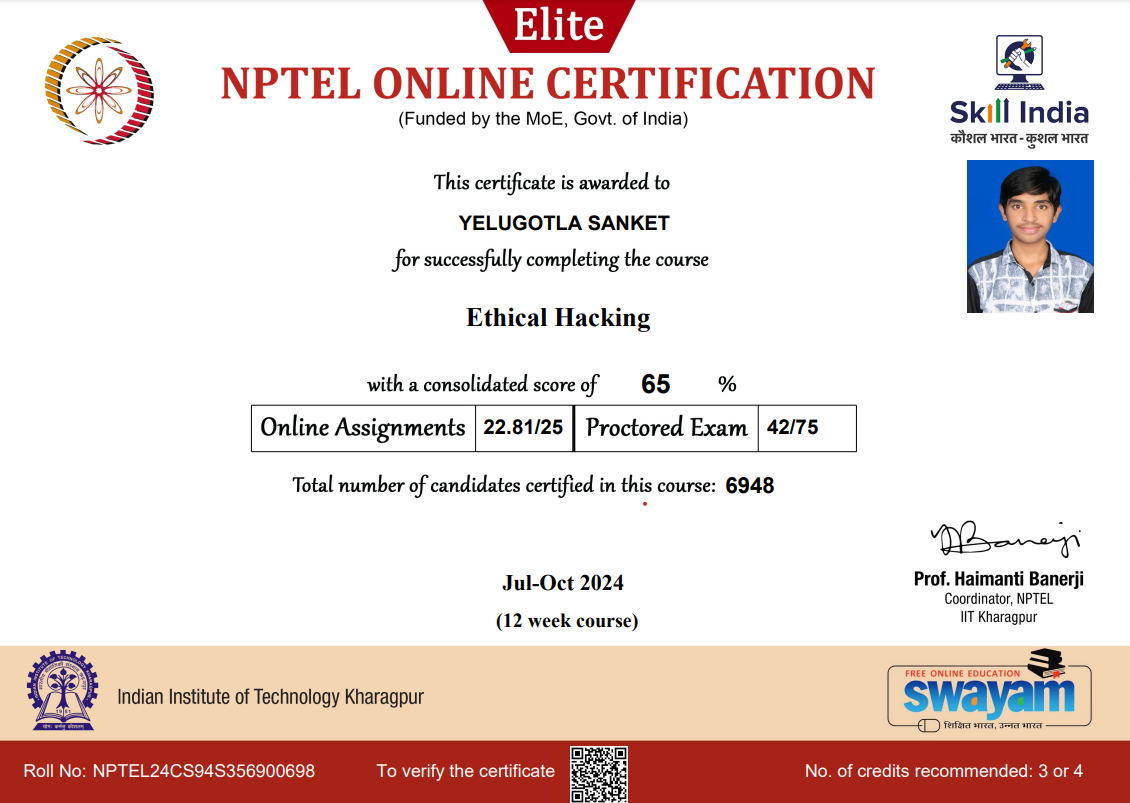 Elite
NPTEL ONLINE CERTIFICATION
(Funded by the MoE, Govt. of India)
Skill India
कौशल भारत - कुशल भारत
This certificate is awarded to
YELUGOTLA SANKET
for successfully completing the course
Ethical Hacking
with a consolidated score of 65 %
Online Assignments 22.81/25 Proctored Exam 42/75
Total number of candidates certified in this course: 6948
Prof. Haimanti Banerji
Coordinator, NPTEL
IIT Kharagpur
Jul-Oct 2024
(12 week course)
Indian Institute of Technology Kharagpur
FREE ONLINE EDUCATION
swayam
शिक्षित भारत, उन्नत भारत
Roll No: NPTEL24CS94S356900698 To verify the certificate No. of credits recommended: 3 or 4